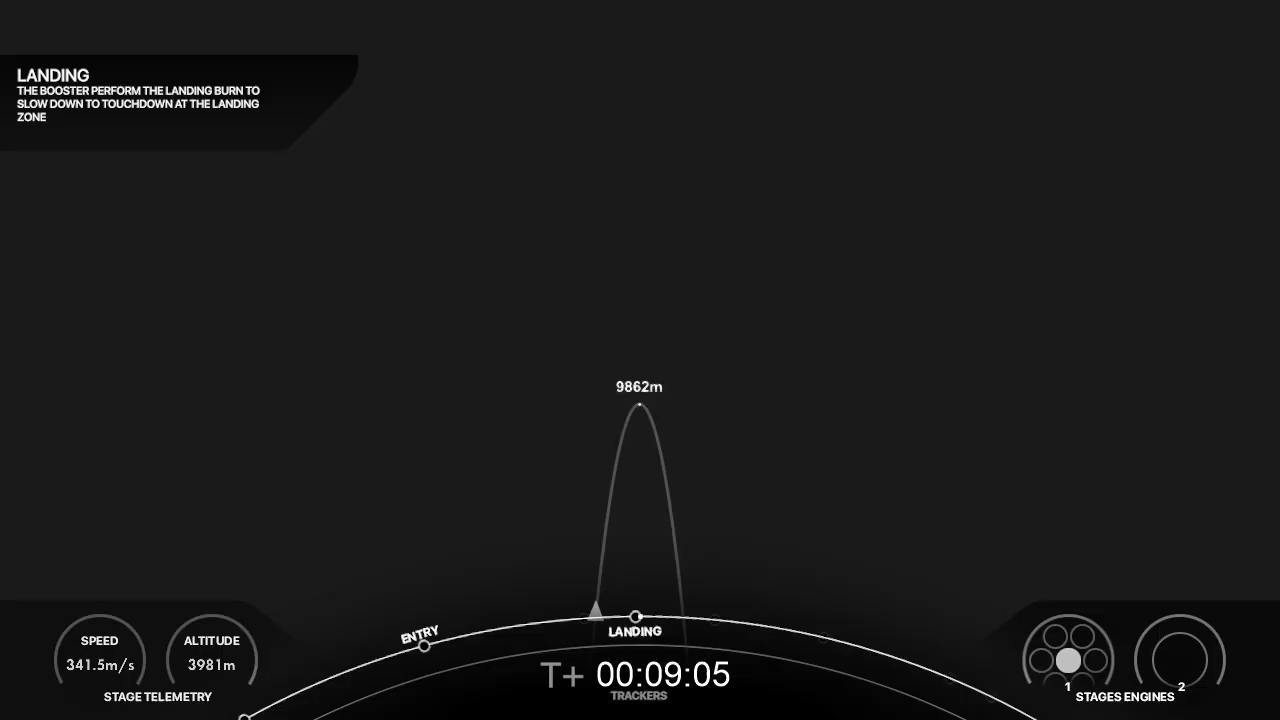 LANDING
THE BOOSTER PERFORM THE LANDING BURN TO
SLOW DOWN TO TOUCHDOWN AT THE LANDING
ZONE
9862m
ENTRY
LANDING
SPEED
341.5m/s
ALTITUDE
3981m
STAGE TELEMETRY
T+ 00:09:05
TRACKERS
1
2
STAGES ENGINES